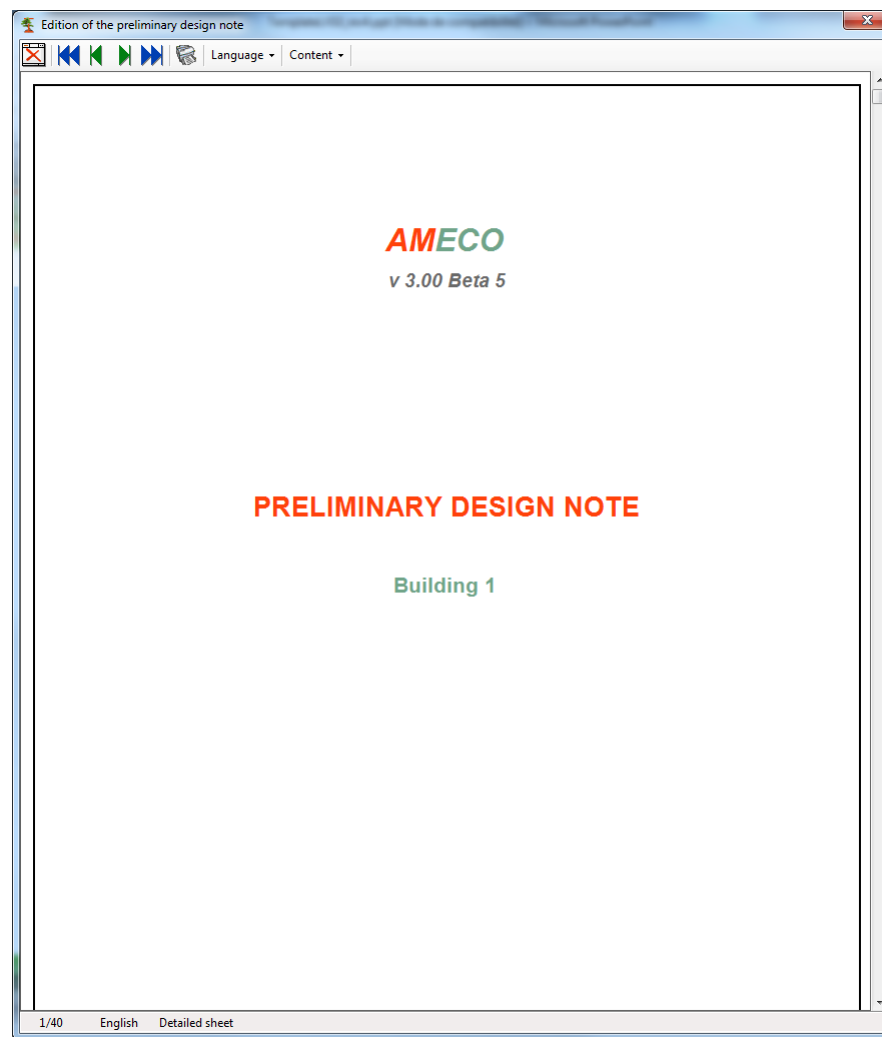 Edition of the preliminary design note
Language
Content
AMECO
v 3.00 Beta 5
PRELIMINARY DESIGN NOTE
Building 1
1/40 English Detailed sheet